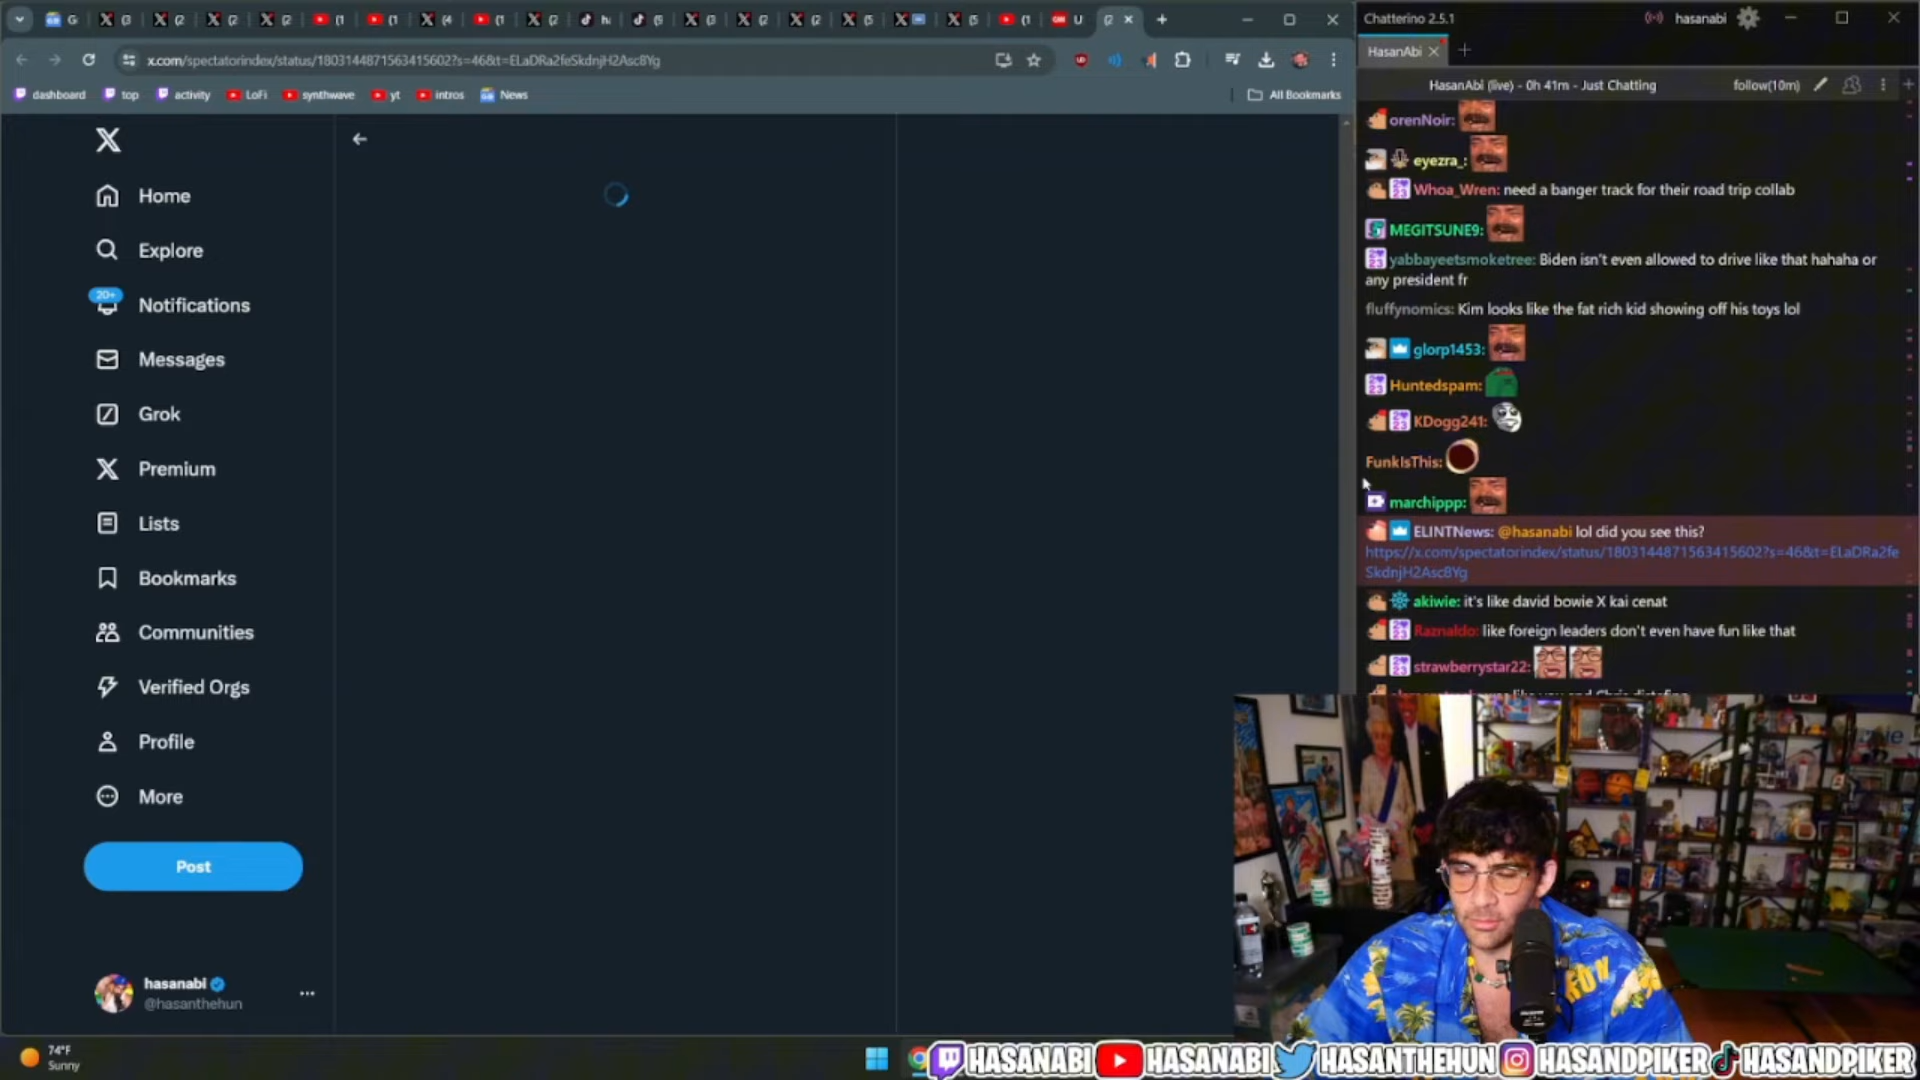 Chatterino 2.5.1
hasanabi
x.com/spectatorindex/status/1803144871563415602?s=46&t=ELaDRa2feSkdnjH2Asc8Yg
HasanAbi
dashboard
top
activity
LoFi
synthwave
yt
intros
News
All Bookmarks
HasanAbi (live) - 0h 41m - Just Chatting
follow(10m)
Home
Explore
20+
Notifications
Messages
Grok
Premium
Lists
Bookmarks
Communities
Verified Orgs
Profile
More
Post
hasanabi
@hasanthehun
orenNoir:
eyezra_:
Whoa_Wren: need a banger track for their road trip collab
MEGITSUNE9:
yabbayeetsmoketree: Biden isn't even allowed to drive like that hahaha or
any president fr
fluffynomics: Kim looks like the fat rich kid showing off his toys lol
glorp1453:
Huntedspam:
KDogg241:
FunkIsThis:
marchippp:
ELINTNews: @hasanabi lol did you see this?
https://x.com/spectatorindex/status/1803144871563415602?s=46&t=ELaDRa2fe
SkdnjH2Asc8Yg
akiwie: it's like david bowie X kai cenat
Raznaldo: like foreign leaders don't even have fun like that
strawberrystar22:
74°F
Sunny
HASANABI
HASANABI
HASANTHEHUN
HASANDPIKER
HASANDPIKER